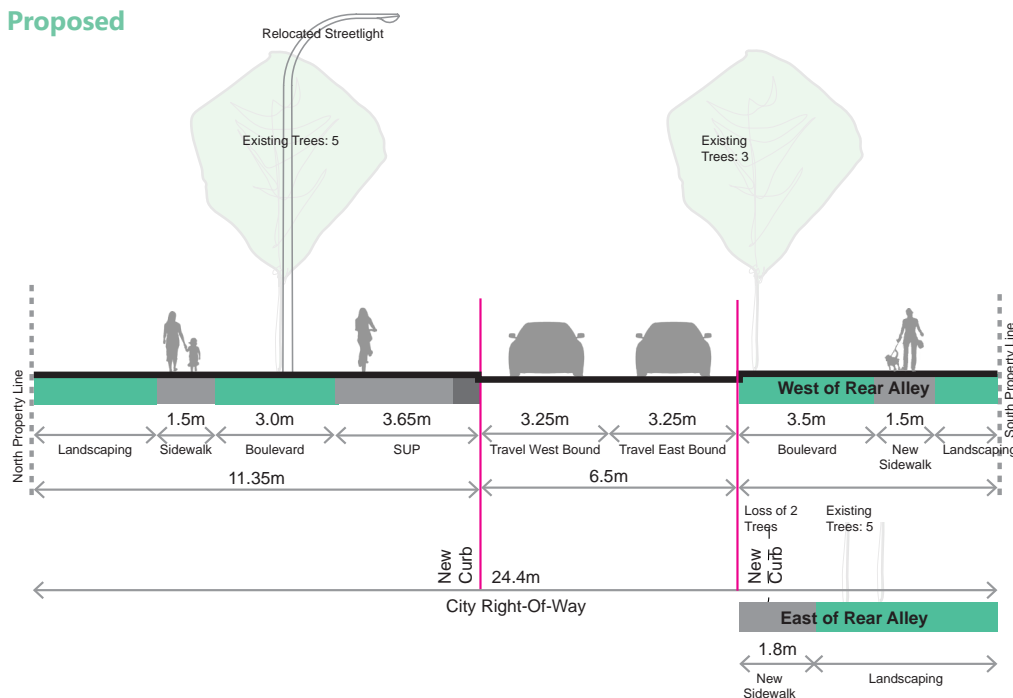 Proposed
Relocated Streetlight
Existing Trees: 5
Existing
Trees: 3
North Property Line
South Property Line
West of Rear Alley
1.5m
3.0m
3.65m
3.25m
3.25m
3.5m
1.5m
Landscaping
Sidewalk
Boulevard
SUP
Travel West Bound
Travel East Bound
Boulevard
New
Sidewalk
Landscaping
11.35m
6.5m
Loss of 2
Trees
Existing
Trees: 5
New
Curb
New
Curb
24.4m
City Right-Of-Way
East of Rear Alley
1.8m
New
Sidewalk
Landscaping